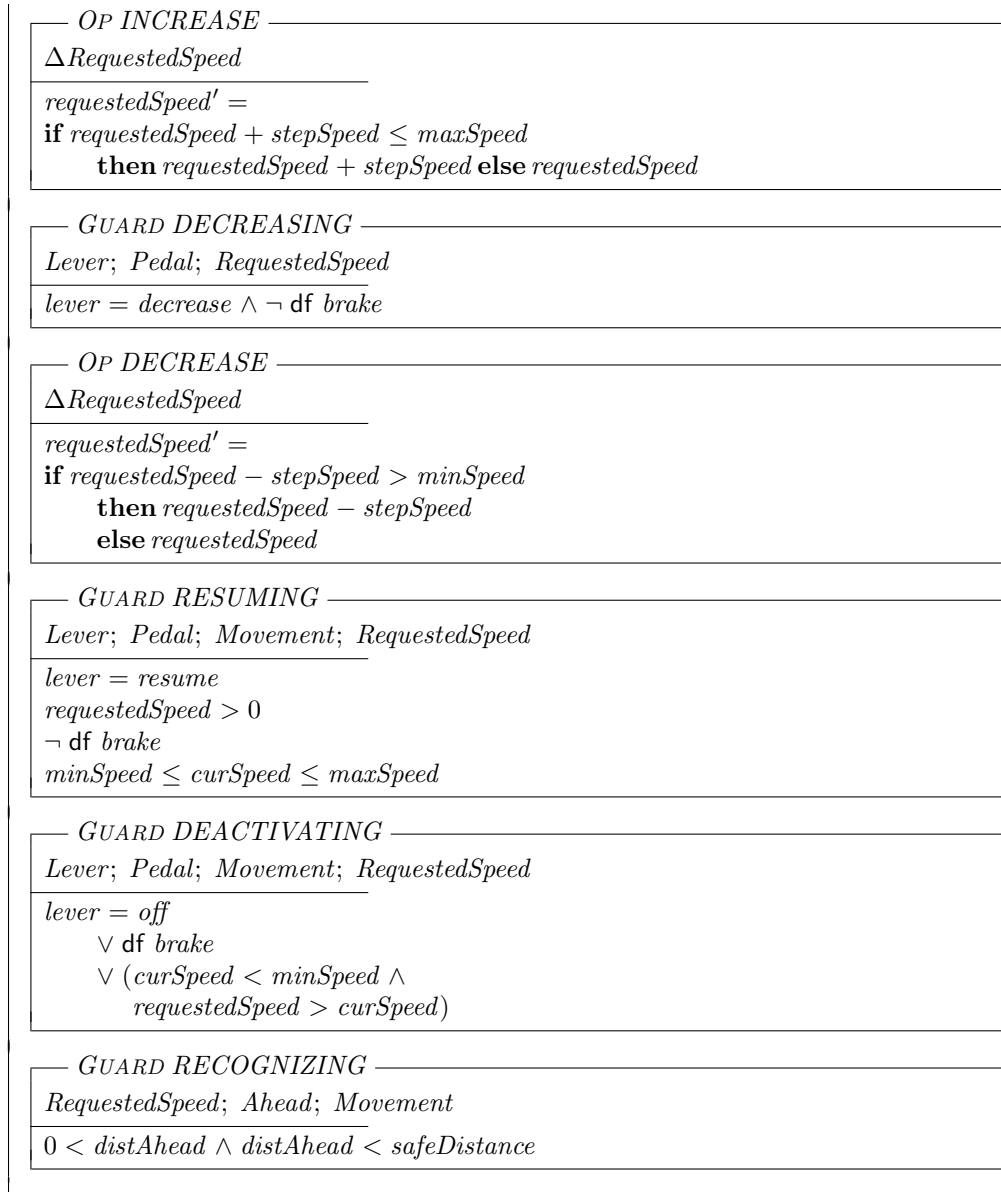 OP INCREASE
ΔRequestedSpeed
requestedSpeed′ =
if requestedSpeed + stepSpeed ≤ maxSpeed
then requestedSpeed + stepSpeed else requestedSpeed
GUARD DECREASING
Lever; Pedal; RequestedSpeed
lever = decrease ∧ ¬ df brake
OP DECREASE
ΔRequestedSpeed
requestedSpeed′ =
if requestedSpeed − stepSpeed > minSpeed
then requestedSpeed − stepSpeed
else requestedSpeed
GUARD RESUMING
Lever; Pedal; Movement; RequestedSpeed
lever = resume
requestedSpeed > 0
¬ df brake
minSpeed ≤ curSpeed ≤ maxSpeed
GUARD DEACTIVATING
Lever; Pedal; Movement; RequestedSpeed
lever = off
∨ df brake
∨ (curSpeed < minSpeed ∧
requestedSpeed > curSpeed)
GUARD RECOGNIZING
RequestedSpeed; Ahead; Movement
0 < distAhead ∧ distAhead < safeDistance